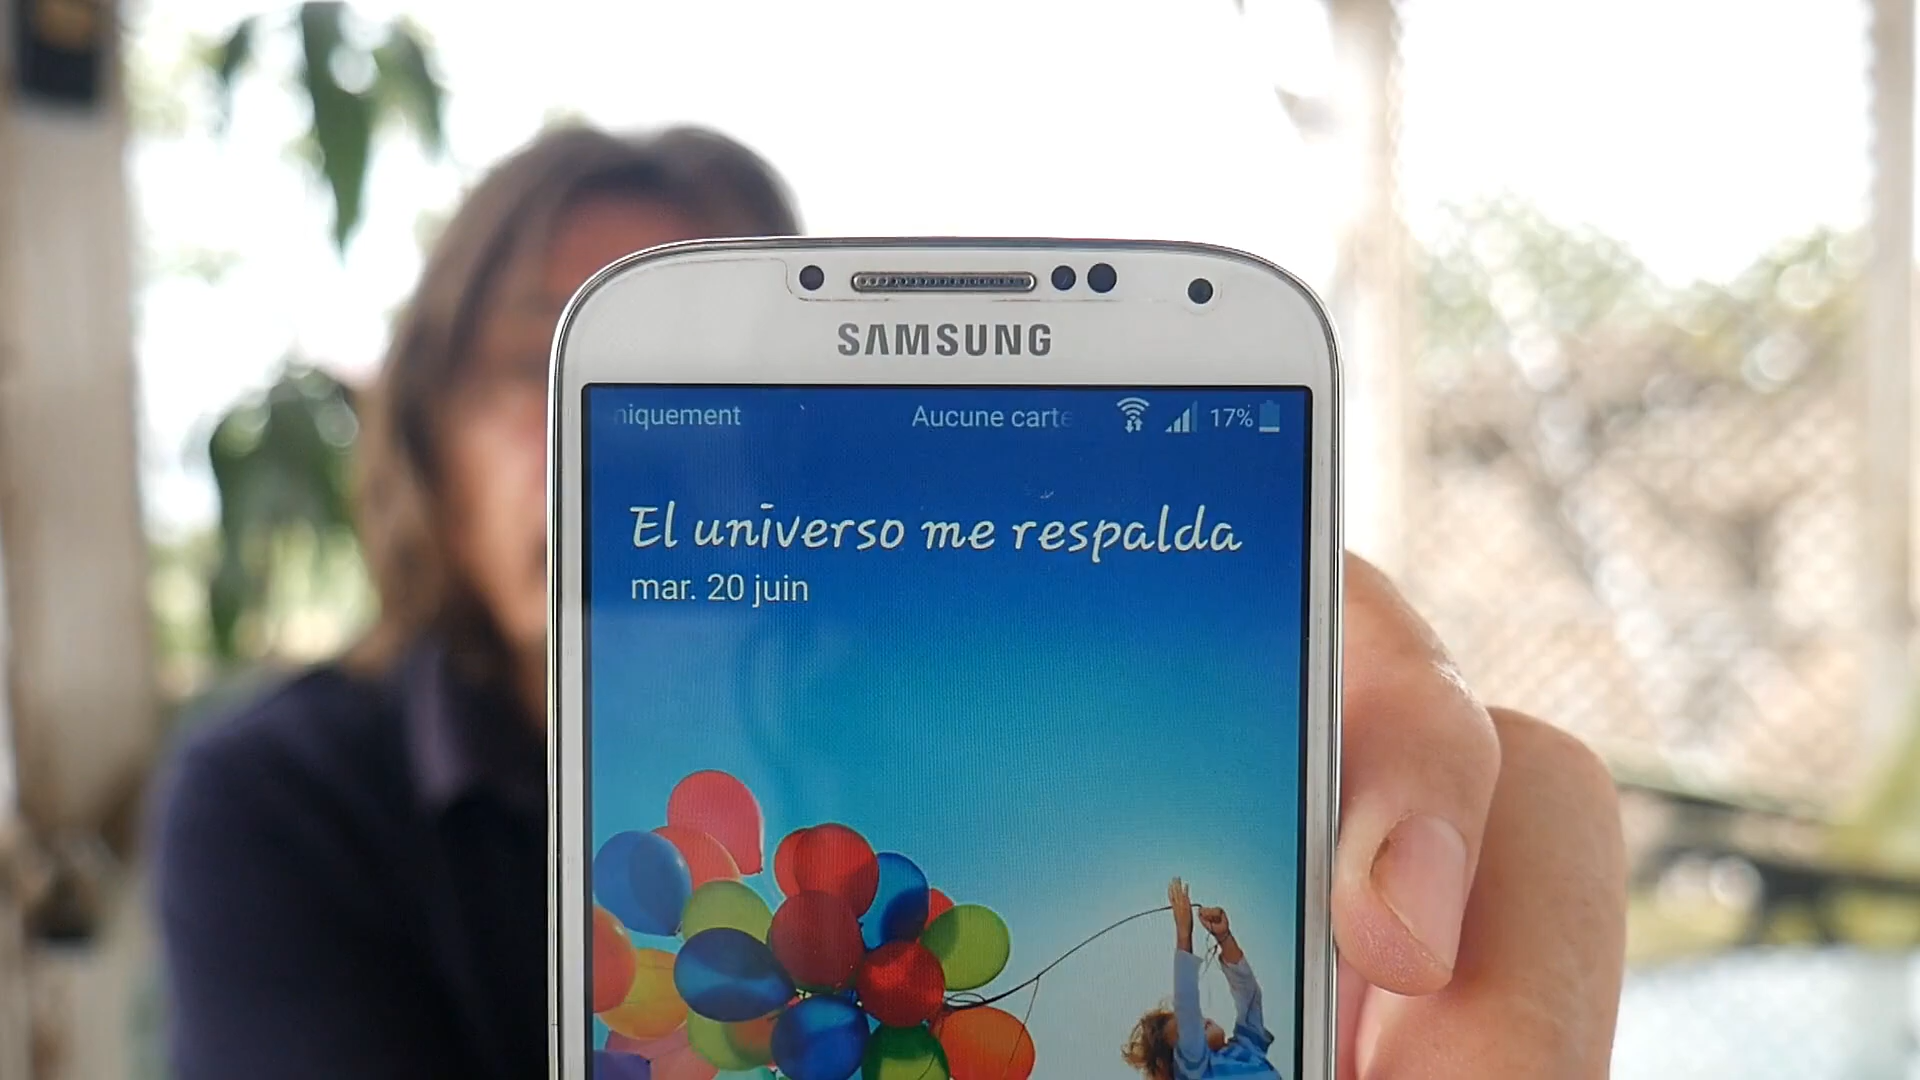 SAMSUNG
niquement Aucune carte 17%
El universo me respalda
mar. 20 juin